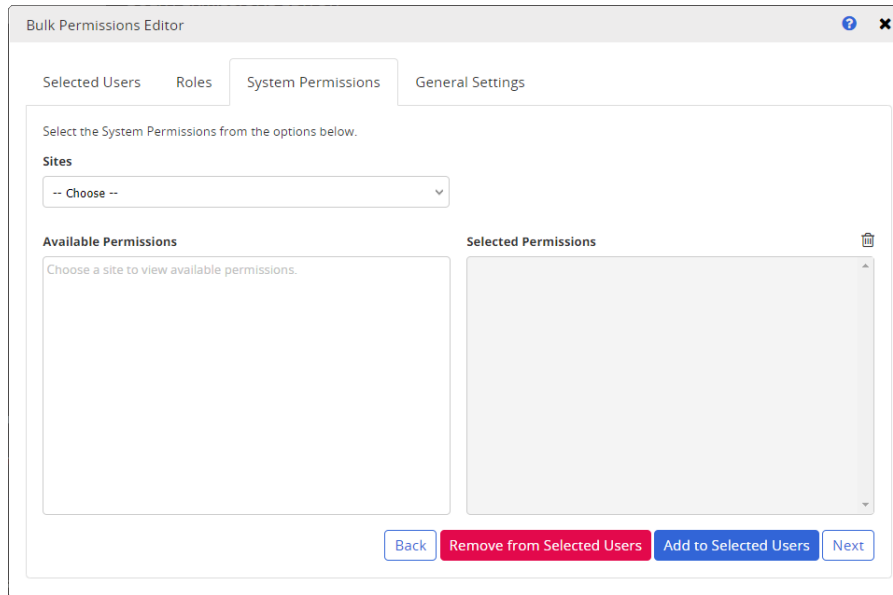 Bulk Permissions Editor
Selected Users Roles System Permissions General Settings
Select the System Permissions from the options below.
Sites
-- Choose --
Available Permissions Selected Permissions
Choose a site to view available permissions.
Back Remove from Selected Users Add to Selected Users Next